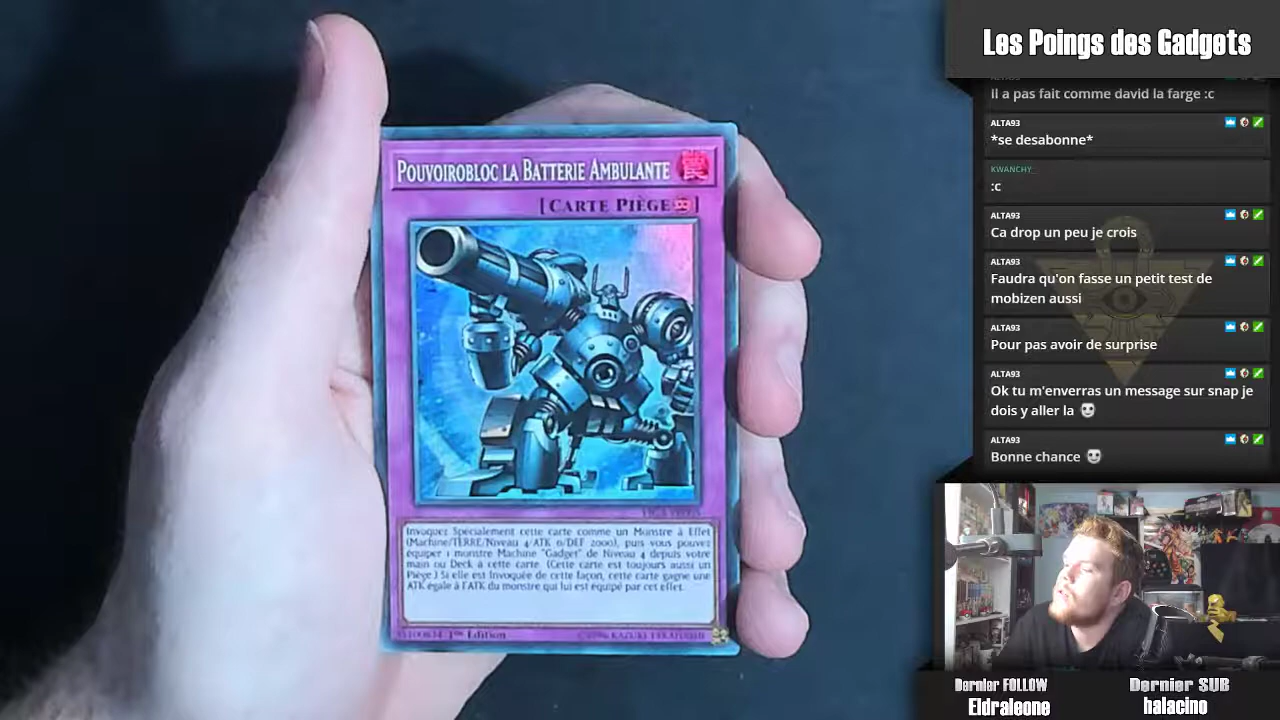 Les Poings des Gadgets
POUVOIROBLOC LA BATTERIE AMBULANTE
[CARTE PIÈGE]
Invoquez Spécialement cette carte comme un Monstre à Effet
(Machine/TERRE/Niveau 4/ATK 0/DEF 2000), puis vous pouvez
équiper 1 monstre Machine "Gadget" de Niveau 4 depuis votre
main ou Deck à cette carte. (Cette carte est toujours aussi un
Piège.) Si elle est Invoquée de cette façon, cette carte gagne une
ATK égale à l'ATK du monstre qui lui est équipé par cet effet.
1re Édition
KAZUKI TAKAHASHI
Il a pas fait comme david la farge :c
ALTA93
*se desabonne*
KWANCHY_
:c
ALTA93
Ca drop un peu je crois
ALTA93
Faudra qu'on fasse un petit test de
mobizen aussi
ALTA93
Pour pas avoir de surprise
ALTA93
Ok tu m'enverras un message sur snap je
dois y aller la
ALTA93
Bonne chance
Dernier FOLLOW
Eldraleone
Dernier SUB
halacino